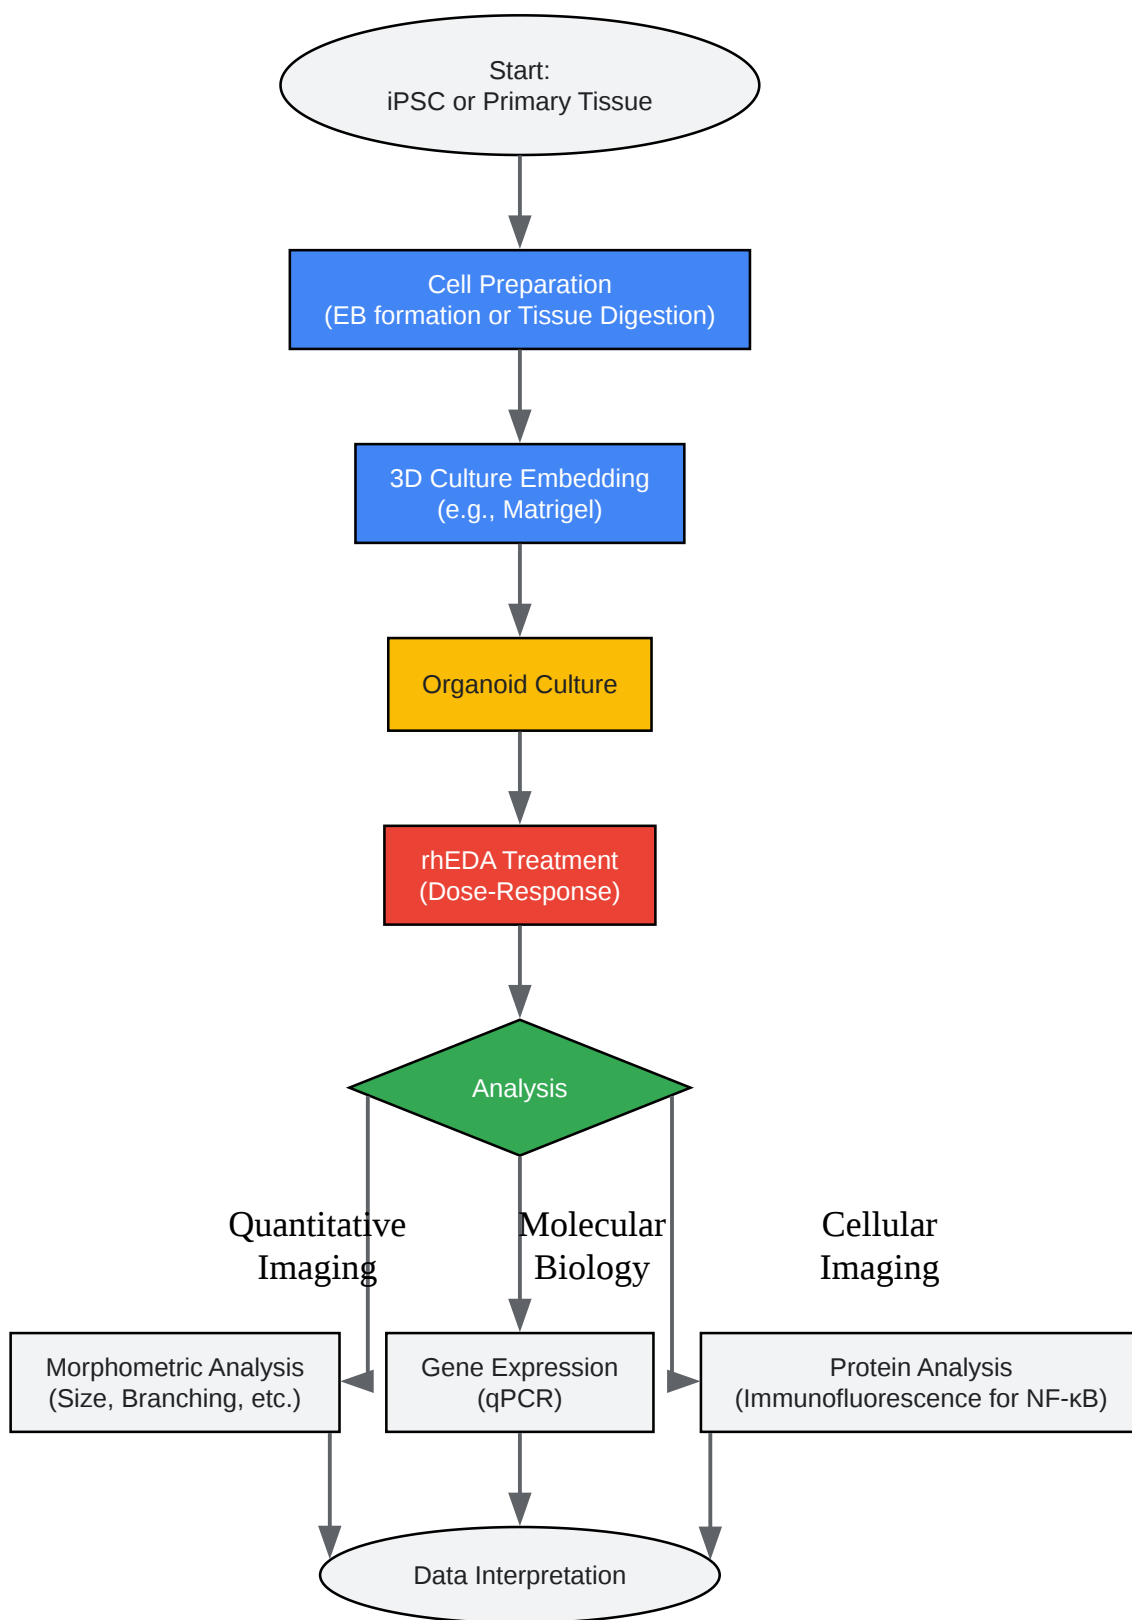 Start:
iPSC or Primary Tissue
Cell Preparation
(EB formation or Tissue Digestion)
3D Culture Embedding
(e.g., Matrigel)
Organoid Culture
rhEDA Treatment
(Dose-Response)
Analysis
Quantitative
Imaging
Molecular
Biology
Cellular
Imaging
Morphometric Analysis
(Size, Branching, etc.)
Gene Expression
(qPCR)
Protein Analysis
(Immunofluorescence for NF-κB)
Data Interpretation